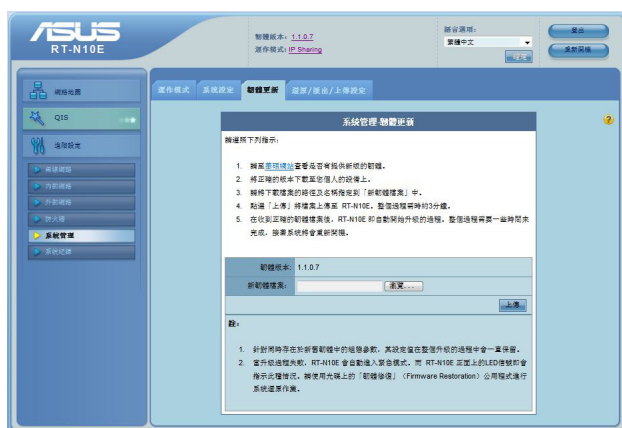 ASUS
RT-N10E
韌體版本: 1.1.0.7
運作模式: IP Sharing
語言選項:
繁體中文
確定
登出
重新開機
網絡地圖
QIS
進階設定
無線網路
內部網路
外部網路
防火牆
系統管理
系統記錄
運作模式
系統設定
韌體更新
還原/匯出/上傳設定
系統管理-韌體更新
請遵照下列指示:
1. 請至華碩網站查看是否有提供新版的韌體。
2. 將正確的版本下載至您個人的設備上。
3. 請將下載檔案的路徑及名稱指定到「新韌體檔案」中。
4. 點選「上傳」將檔案上傳至 RT-N10E。整個過程需時約3分鐘。
5. 在收到正確的韌體檔案後,RT-N10E 即自動開始升級的過程。整個過程需要一些時間來
完成,接著系統將會重新開機。
韌體版本: 1.1.0.7
新韌體檔案:
瀏覽...
上傳
註:
1. 針對同時存在於新舊韌體中的組態參數,其設定值在整個升級的過程中會一直保留。
2. 當升級過程失敗,RT-N10E 會自動進入緊急模式。而 RT-N10E 正面上的LED信號即會
指示此種情況。請使用光碟上的「韌體修復」(Firmware Restoration)公用程式進行
系統還原作業。